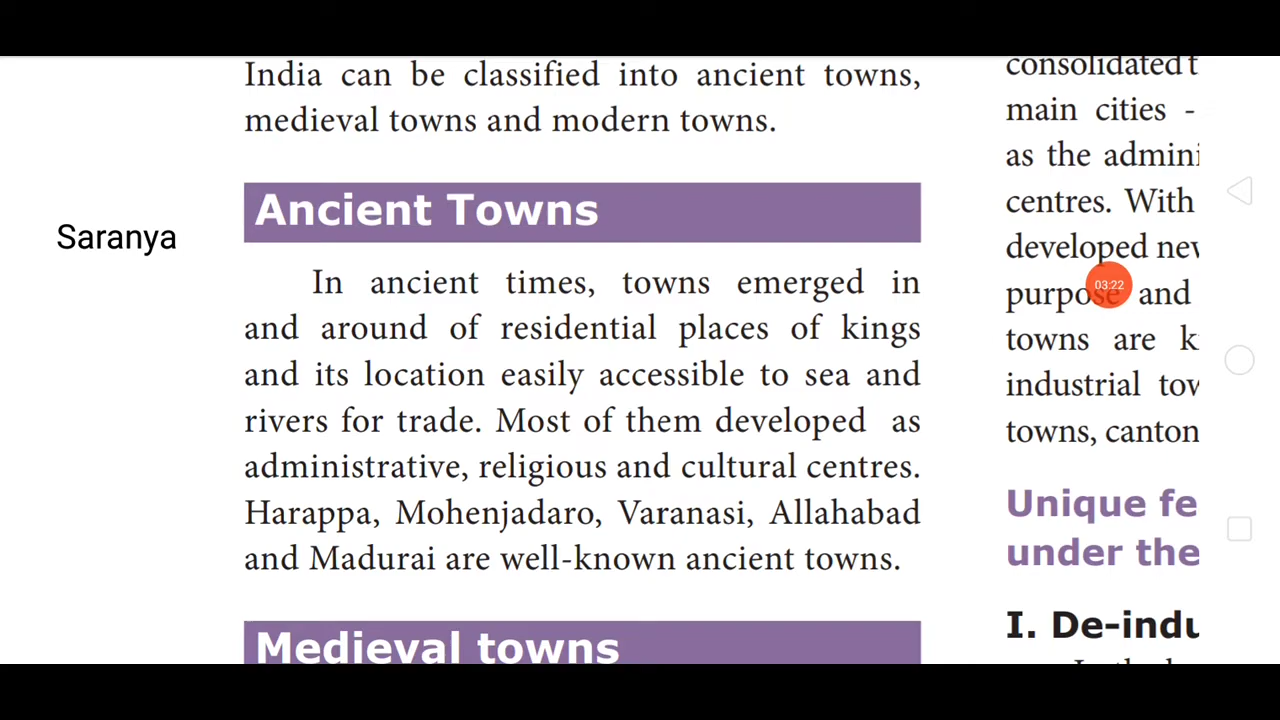 India can be classified into ancient towns,
medieval towns and modern towns.
Ancient Towns
Saranya
In ancient times, towns emerged in
and around of residential places of kings
and its location easily accessible to sea and
rivers for trade. Most of them developed as
administrative, religious and cultural centres.
Harappa, Mohenjadaro, Varanasi, Allahabad
and Madurai are well-known ancient towns.
Medieval towns
consolidated t
main cities -
as the admini
centres. With
developed new
purpose and
03:22
towns are k
industrial tow
towns, canton
Unique fe
under the
I. De-indu